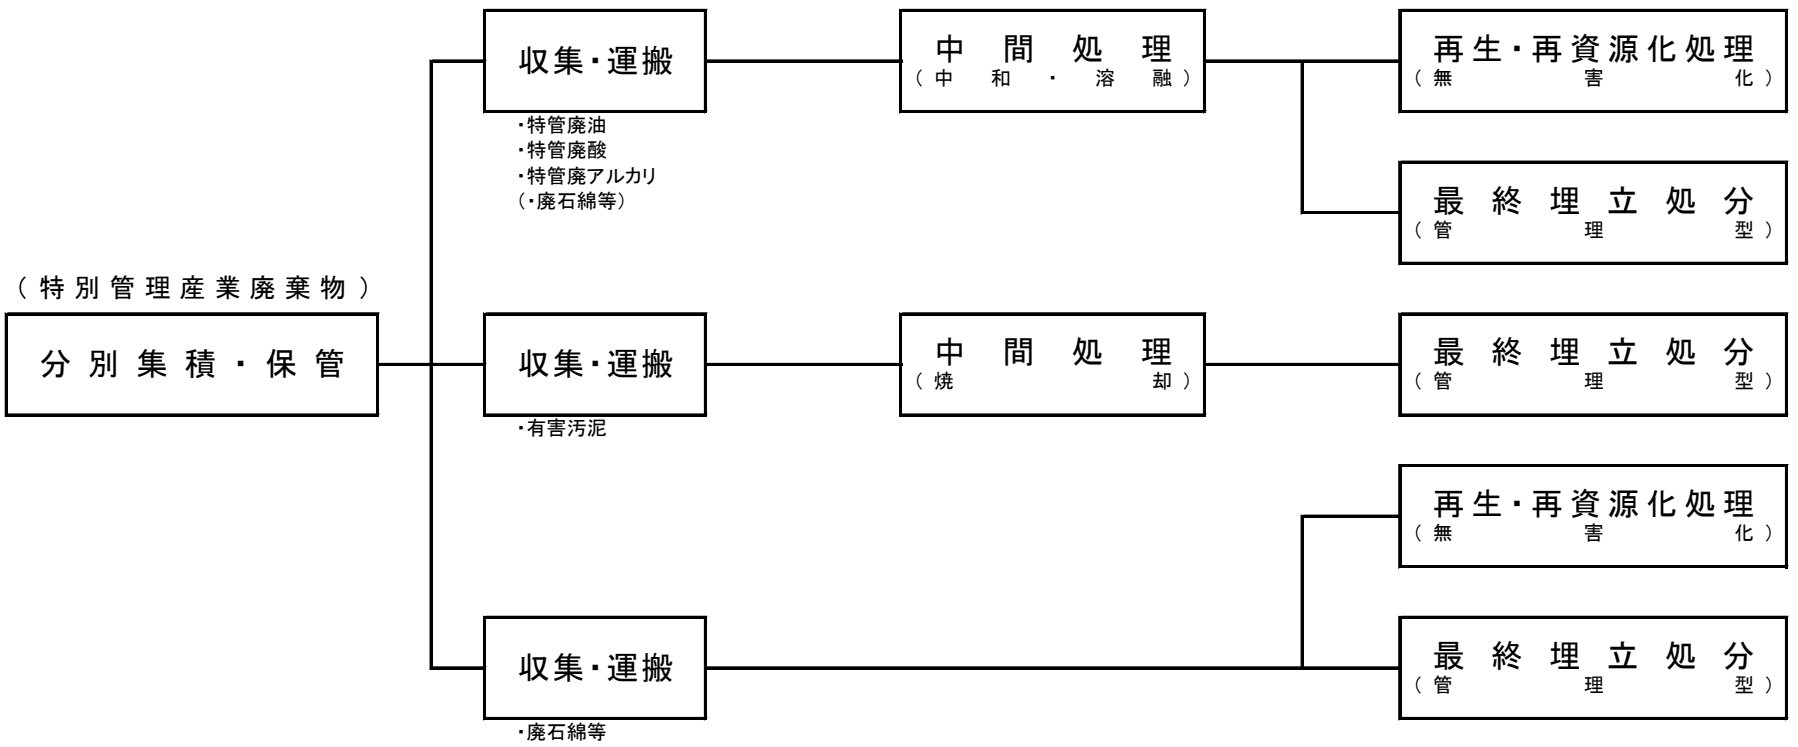 (特別管理産業廃棄物)
分別集積・保管
収集・運搬
・特管廃油
・特管廃酸
・特管廃アルカリ
(・廃石綿等)
中間処理
(中和・溶融)
再生・再資源化処理
(無害化)
最終埋立処分
(管理型)
収集・運搬
・有害汚泥
中間処理
(焼却)
最終埋立処分
(管理型)
収集・運搬
・廃石綿等
再生・再資源化処理
(無害化)
最終埋立処分
(管理型)